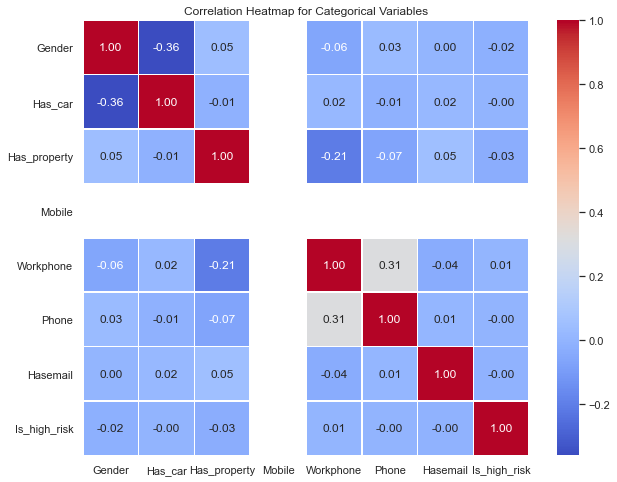 Correlation Heatmap for Categorical Variables
Gender 1.00 -0.36 0.05 -0.06 0.03 0.00 -0.02
Has_car -0.36 1.00 -0.01 0.02 -0.01 0.02 -0.00
Has_property 0.05 -0.01 1.00 -0.21 -0.07 0.05 -0.03
Mobile
Workphone -0.06 0.02 -0.21 1.00 0.31 -0.04 0.01
Phone 0.03 -0.01 -0.07 0.31 1.00 0.01 -0.00
Hasemail 0.00 0.02 0.05 -0.04 0.01 1.00 -0.00
Is_high_risk -0.02 -0.00 -0.03 0.01 -0.00 -0.00 1.00
Gender Has_car Has_property Mobile Workphone Phone Hasemail Is_high_risk
1.0
0.8
0.6
0.4
0.2
0.0
−0.2